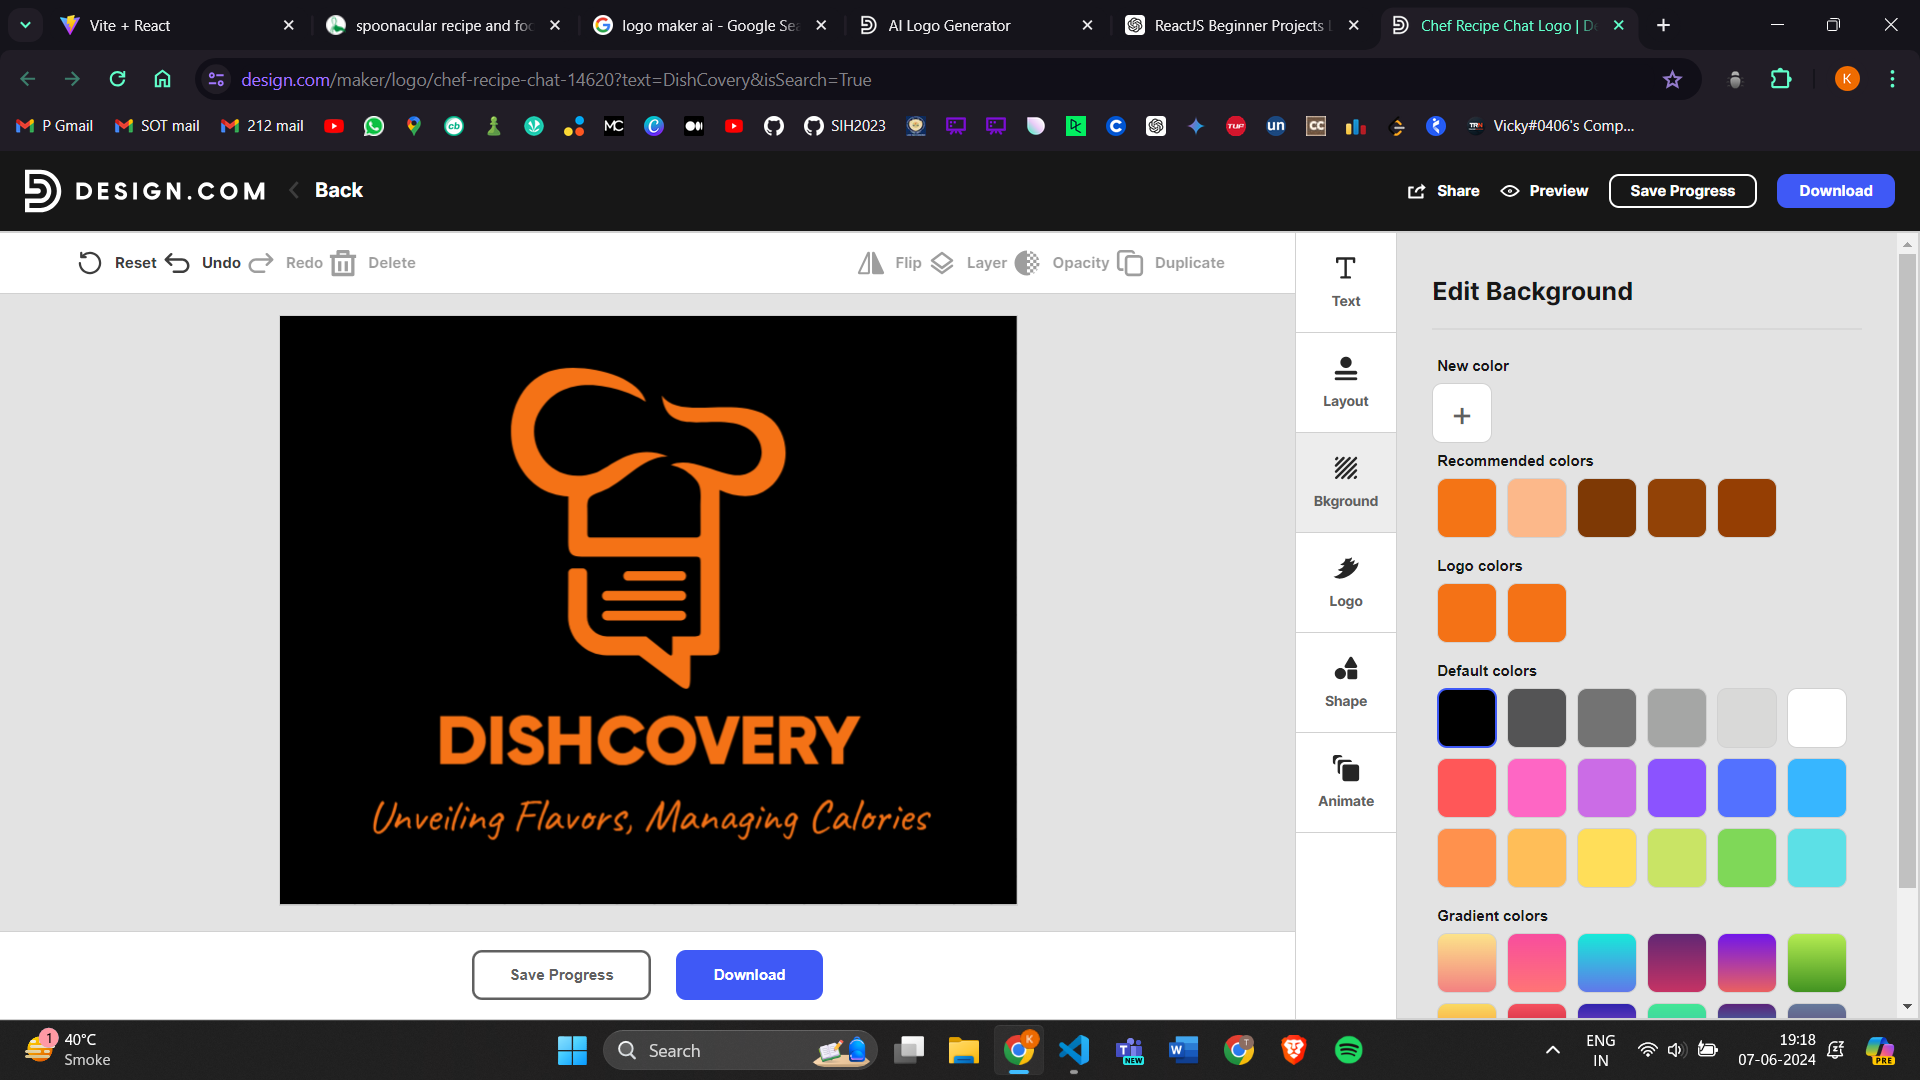 Vite + React
spoonacular recipe and foo
logo maker ai - Google Sea
AI Logo Generator
ReactJS Beginner Projects L
Chef Recipe Chat Logo | De
design.com/maker/logo/chef-recipe-chat-14620?text=DishCovery&isSearch=True
K
P Gmail
SOT mail
212 mail
SIH2023
Vicky#0406's Comp...
DESIGN.COM
Back
Share
Preview
Save Progress
Download
Reset
Undo
Redo
Delete
Flip
Layer
Opacity
Duplicate
Text
Layout
Bkground
Logo
Shape
Animate
Edit Background
New color
Recommended colors
Logo colors
Default colors
Gradient colors
DISHCOVERY
Unveiling Flavors, Managing Calories
Save Progress
Download
1
40°C
Smoke
Search
ENG
IN
19:18
07-06-2024